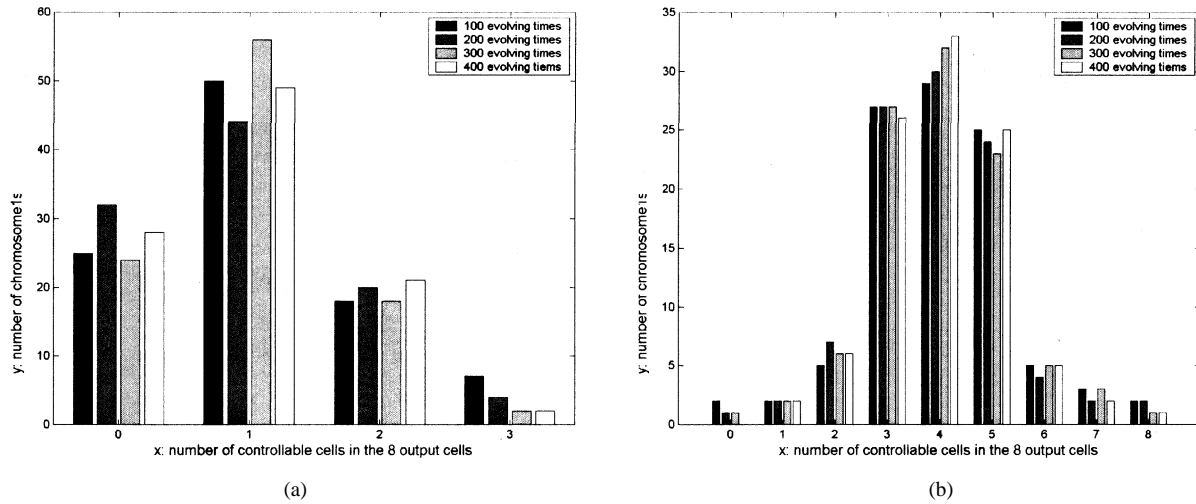 60
50
40
30
20
10
0
0 1 2 3
100 evolving times
200 evolving times
300 evolving times
400 evolving tiems
y: number of chromosome1s
x: number of controllable cells in the 8 output cells
(a)
35
30
25
20
15
10
5
0
0 1 2 3 4 5 6 7 8
100 evolving times
200 evolving times
300 evolving times
400 evolving tiems
y: number of chromosome1s
x: number of controllable cells in the 8 output cells
(b)